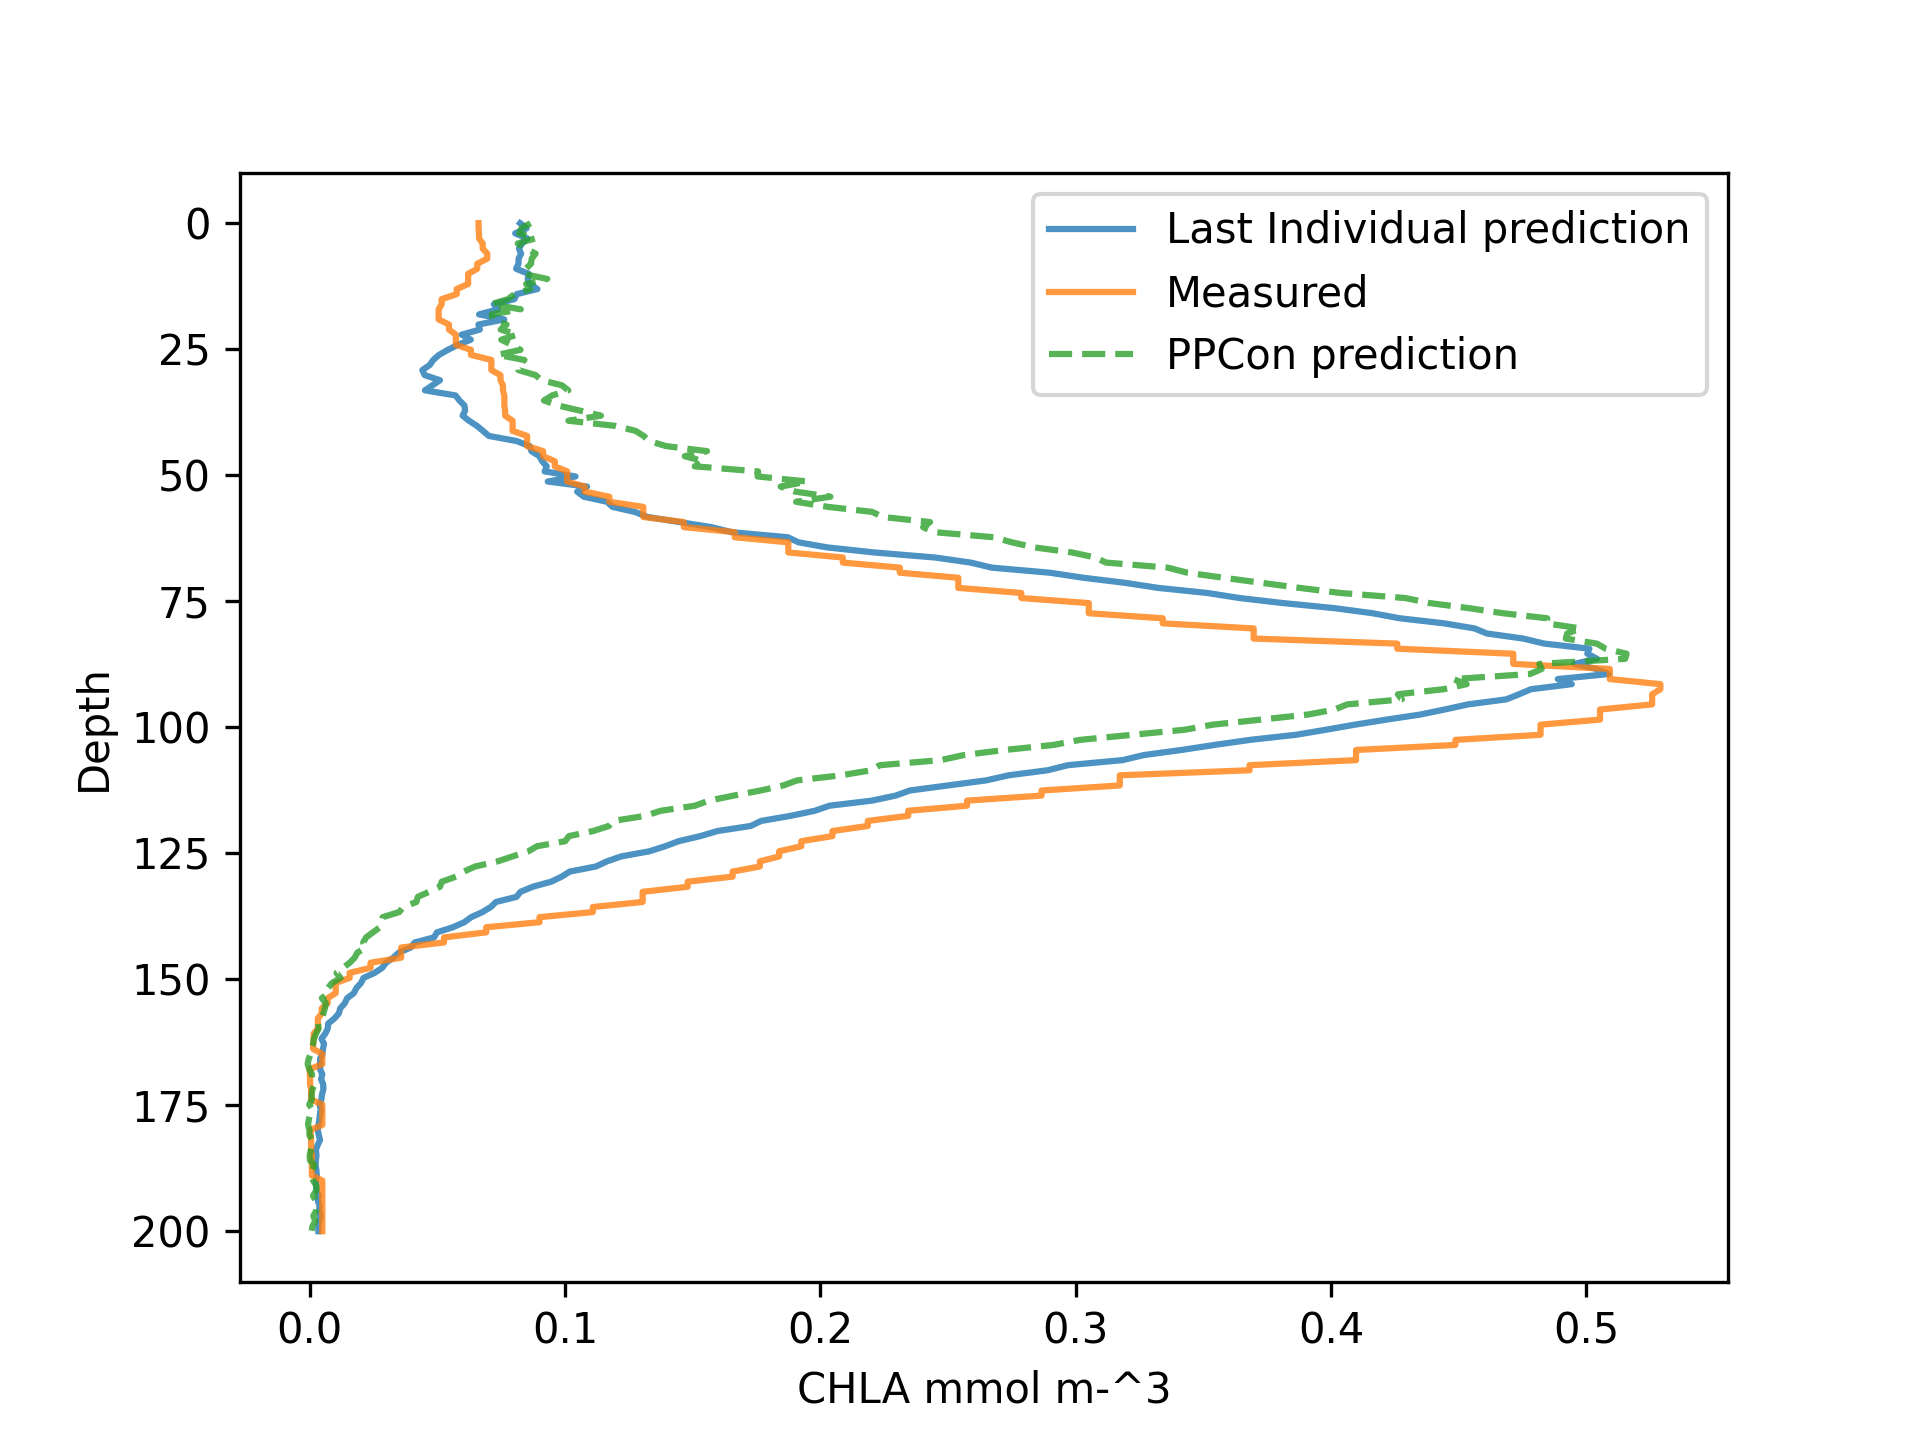 Last Individual prediction
Measured
PPCon prediction
0
25
50
75
100
125
150
175
200
Depth
0.0 0.1 0.2 0.3 0.4 0.5
CHLA mmol m-^3